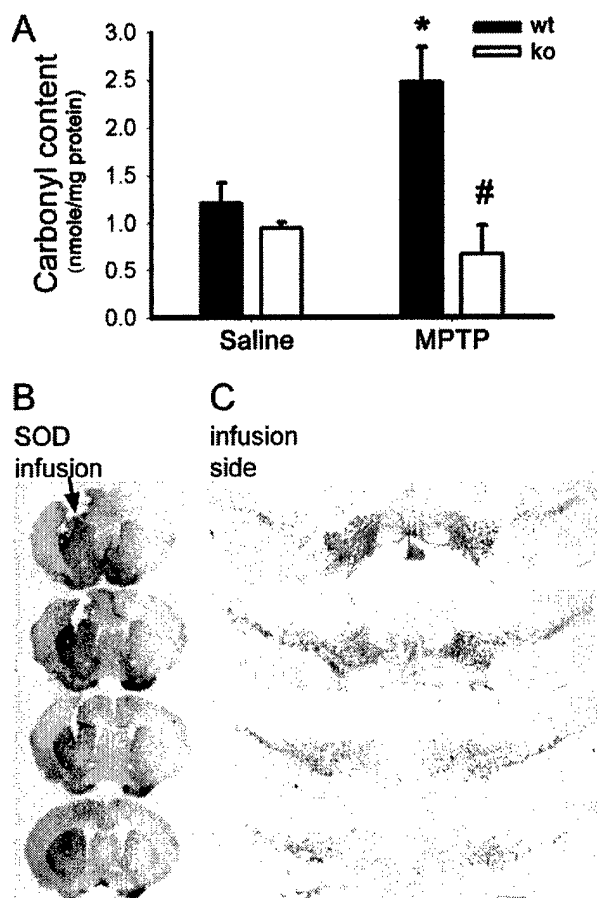 A
3.0
2.5
2.0
1.5
1.0
0.5
0.0
Carbonyl content
(nmole/mg protein)
*
#
wt
ko
Saline
MPTP
B
SOD
infusion
C
infusion
side